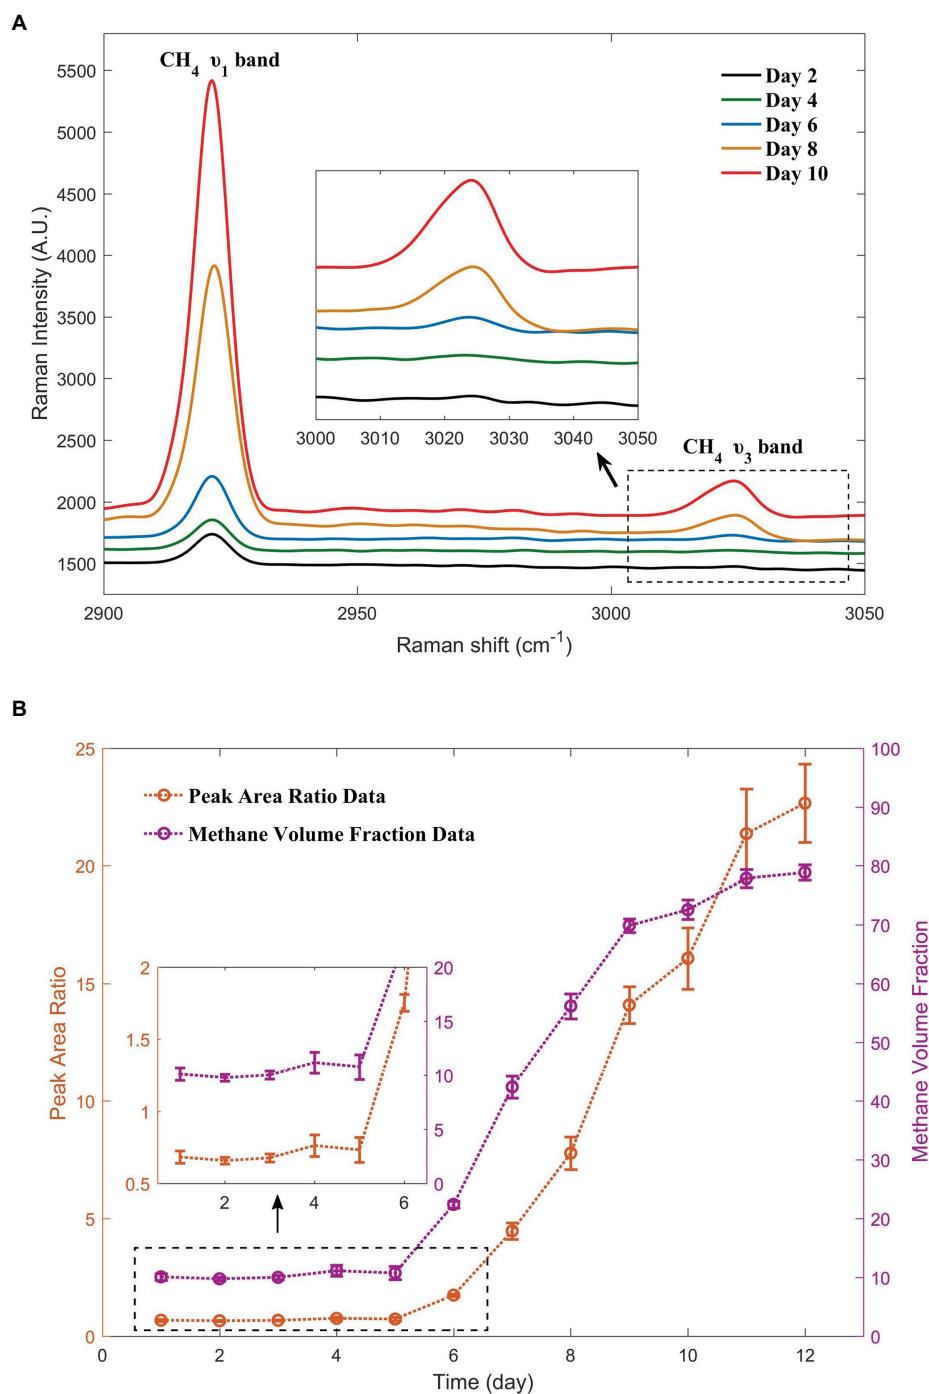 A
CH4 υ1 band
Day 2
Day 4
Day 6
Day 8
Day 10
5500
5000
4500
4000
3500
3000
2500
2000
1500
Raman Intensity (A.U.)
3000 3010 3020 3030 3040 3050
CH4 υ3 band
2900 2950 3000 3050
Raman shift (cm-1)
B
Peak Area Ratio Data
Methane Volume Fraction Data
25
20
15
10
5
0
Peak Area Ratio
100
90
80
70
60
50
40
30
20
10
0
Methane Volume Fraction
2
1.5
1
0.5
20
15
10
5
0
2 4 6
0 2 4 6 8 10 12
Time (day)